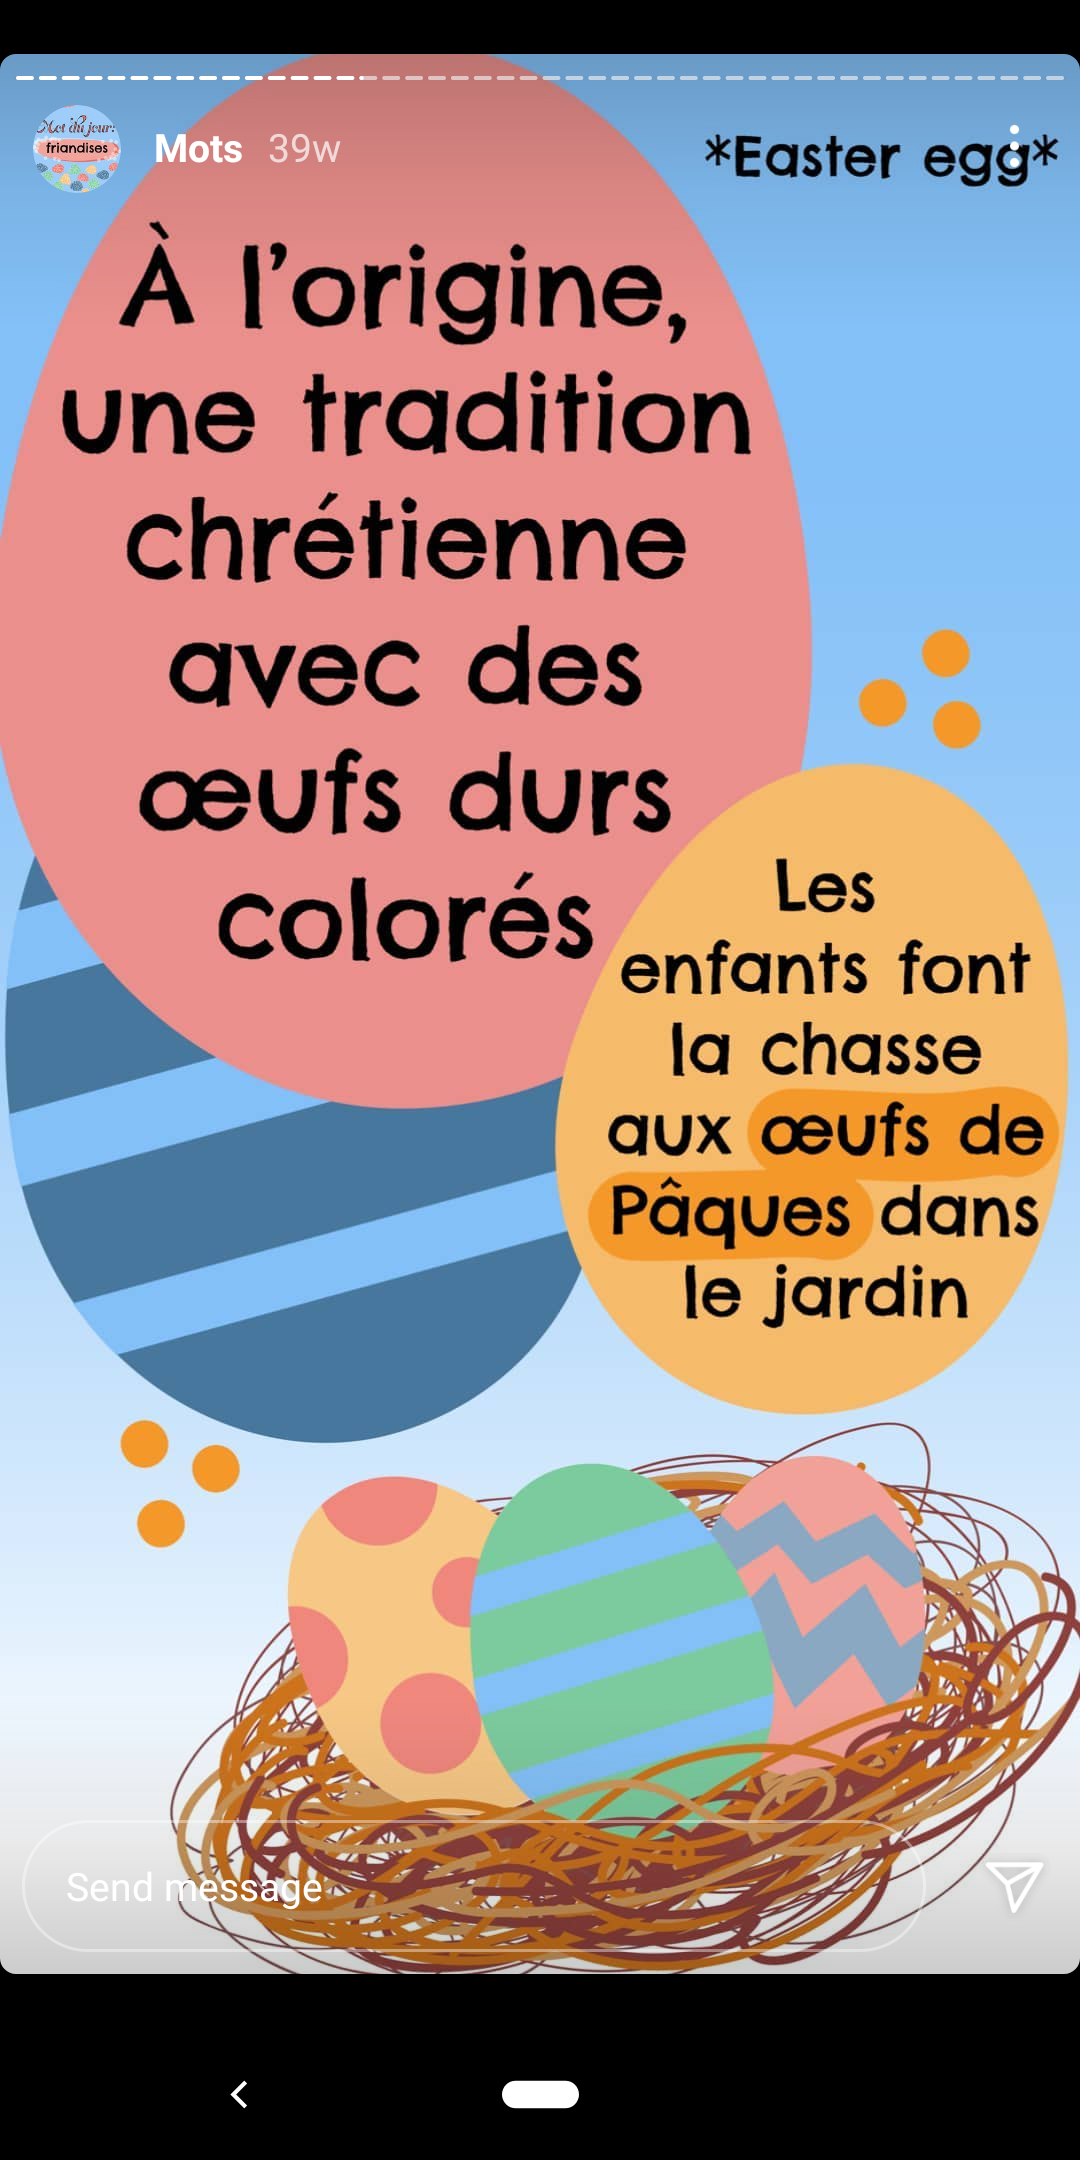 Mot du jour:
friandises
Mots 39w
*Easter egg*
À l'origine,
une tradition
chrétienne
avec des
œufs durs
colorés
Les
enfants font
la chasse
aux œufs de
Pâques dans
le jardin
Send message